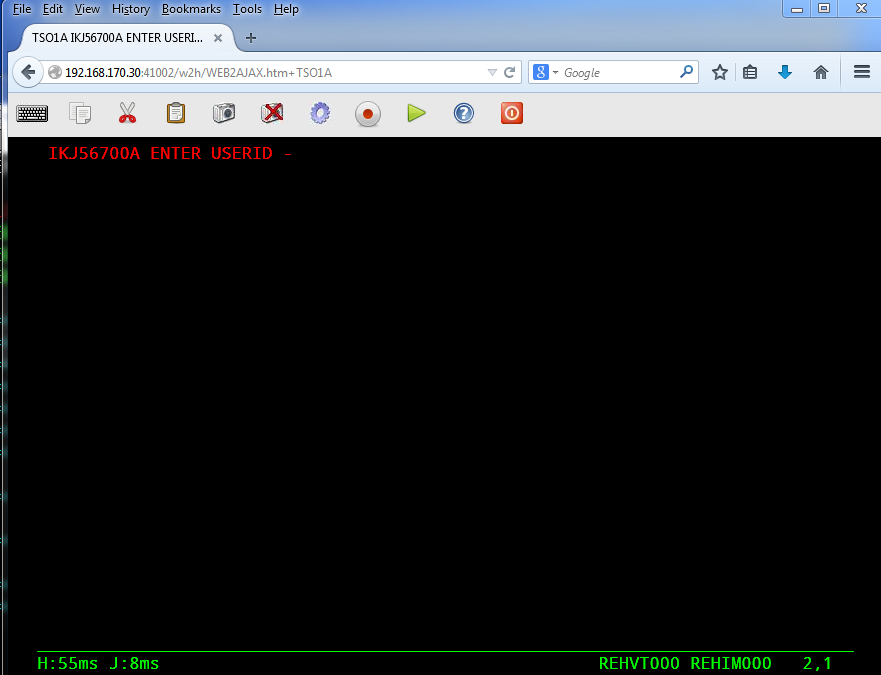 File Edit View History Bookmarks Tools Help
TSO1A IKJ56700A ENTER USERI...
192.168.170.30:41002/w2h/WEB2AJAX.htm+TSO1A
8 Google
IKJ56700A ENTER USERID -
H:55ms J:8ms REHVT000 REHIM000 2,1